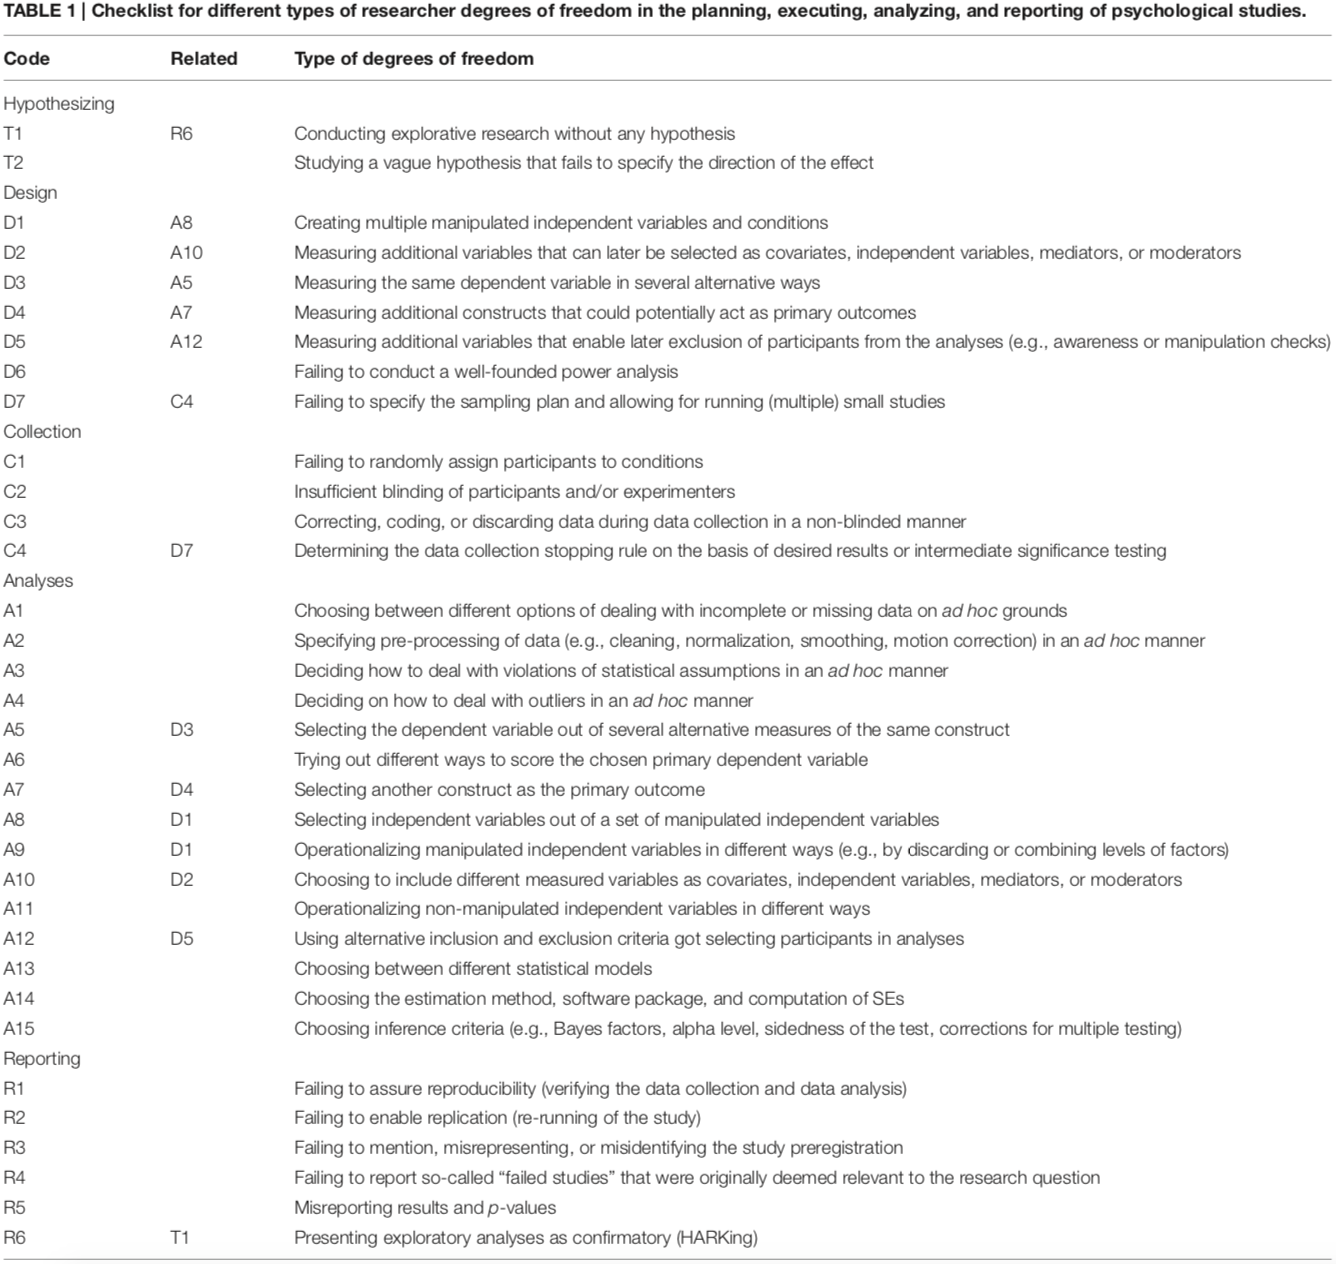 TABLE 1 | Checklist for different types of researcher degrees of freedom in the planning, executing, analyzing, and reporting of psychological studies.
Code Related Type of degrees of freedom
Hypothesizing
T1 R6 Conducting explorative research without any hypothesis
T2 Studying a vague hypothesis that fails to specify the direction of the effect
Design
D1 A8 Creating multiple manipulated independent variables and conditions
D2 A10 Measuring additional variables that can later be selected as covariates, independent variables, mediators, or moderators
D3 A5 Measuring the same dependent variable in several alternative ways
D4 A7 Measuring additional constructs that could potentially act as primary outcomes
D5 A12 Measuring additional variables that enable later exclusion of participants from the analyses (e.g., awareness or manipulation checks)
D6 Failing to conduct a well-founded power analysis
D7 C4 Failing to specify the sampling plan and allowing for running (multiple) small studies
Collection
C1 Failing to randomly assign participants to conditions
C2 Insufficient blinding of participants and/or experimenters
C3 Correcting, coding, or discarding data during data collection in a non-blinded manner
C4 D7 Determining the data collection stopping rule on the basis of desired results or intermediate significance testing
Analyses
A1 Choosing between different options of dealing with incomplete or missing data on ad hoc grounds
A2 Specifying pre-processing of data (e.g., cleaning, normalization, smoothing, motion correction) in an ad hoc manner
A3 Deciding how to deal with violations of statistical assumptions in an ad hoc manner
A4 Deciding on how to deal with outliers in an ad hoc manner
A5 D3 Selecting the dependent variable out of several alternative measures of the same construct
A6 Trying out different ways to score the chosen primary dependent variable
A7 D4 Selecting another construct as the primary outcome
A8 D1 Selecting independent variables out of a set of manipulated independent variables
A9 D1 Operationalizing manipulated independent variables in different ways (e.g., by discarding or combining levels of factors)
A10 D2 Choosing to include different measured variables as covariates, independent variables, mediators, or moderators
A11 Operationalizing non-manipulated independent variables in different ways
A12 D5 Using alternative inclusion and exclusion criteria got selecting participants in analyses
A13 Choosing between different statistical models
A14 Choosing the estimation method, software package, and computation of SEs
A15 Choosing inference criteria (e.g., Bayes factors, alpha level, sidedness of the test, corrections for multiple testing)
Reporting
R1 Failing to assure reproducibility (verifying the data collection and data analysis)
R2 Failing to enable replication (re-running of the study)
R3 Failing to mention, misrepresenting, or misidentifying the study preregistration
R4 Failing to report so-called “failed studies” that were originally deemed relevant to the research question
R5 Misreporting results and p-values
R6 T1 Presenting exploratory analyses as confirmatory (HARKing)